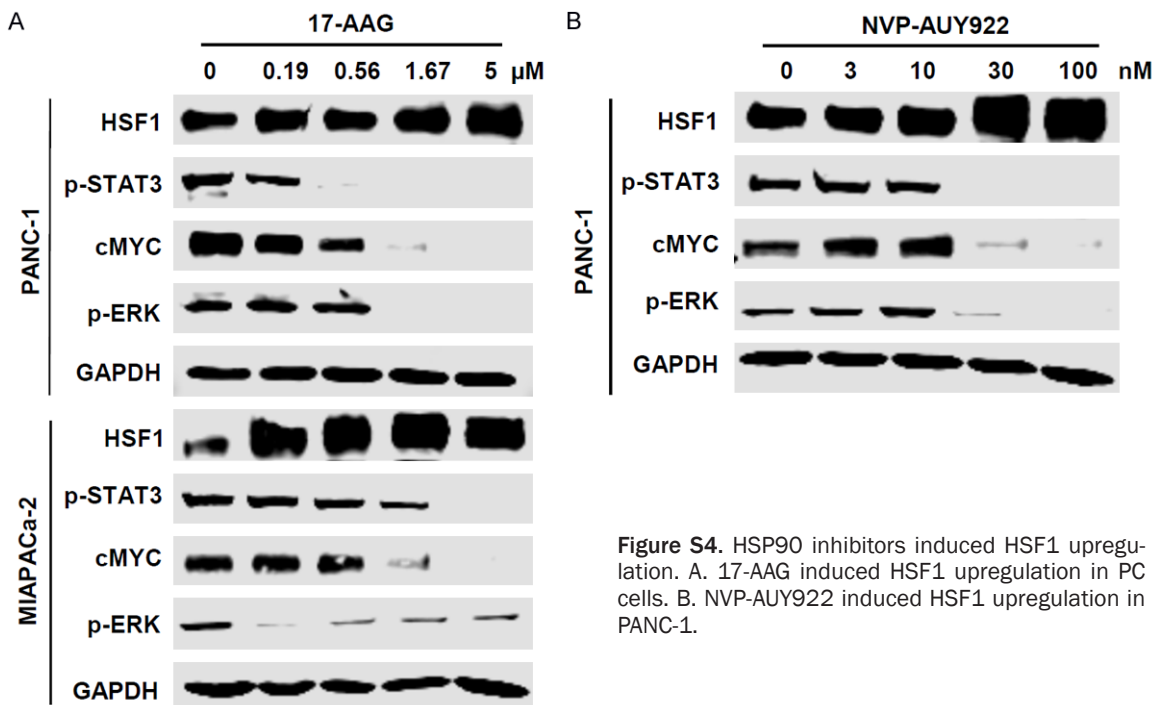 A
17-AAG
0 0.19 0.56 1.67 5 μM
PANC-1
HSF1
p-STAT3
cMYC
p-ERK
GAPDH
MIAPACa-2
HSF1
p-STAT3
cMYC
p-ERK
GAPDH
B
NVP-AUY922
0 3 10 30 100 nM
PANC-1
HSF1
p-STAT3
cMYC
p-ERK
GAPDH
Figure S4. HSP90 inhibitors induced HSF1 upregu-
lation. A. 17-AAG induced HSF1 upregulation in PC
cells. B. NVP-AUY922 induced HSF1 upregulation in
PANC-1.